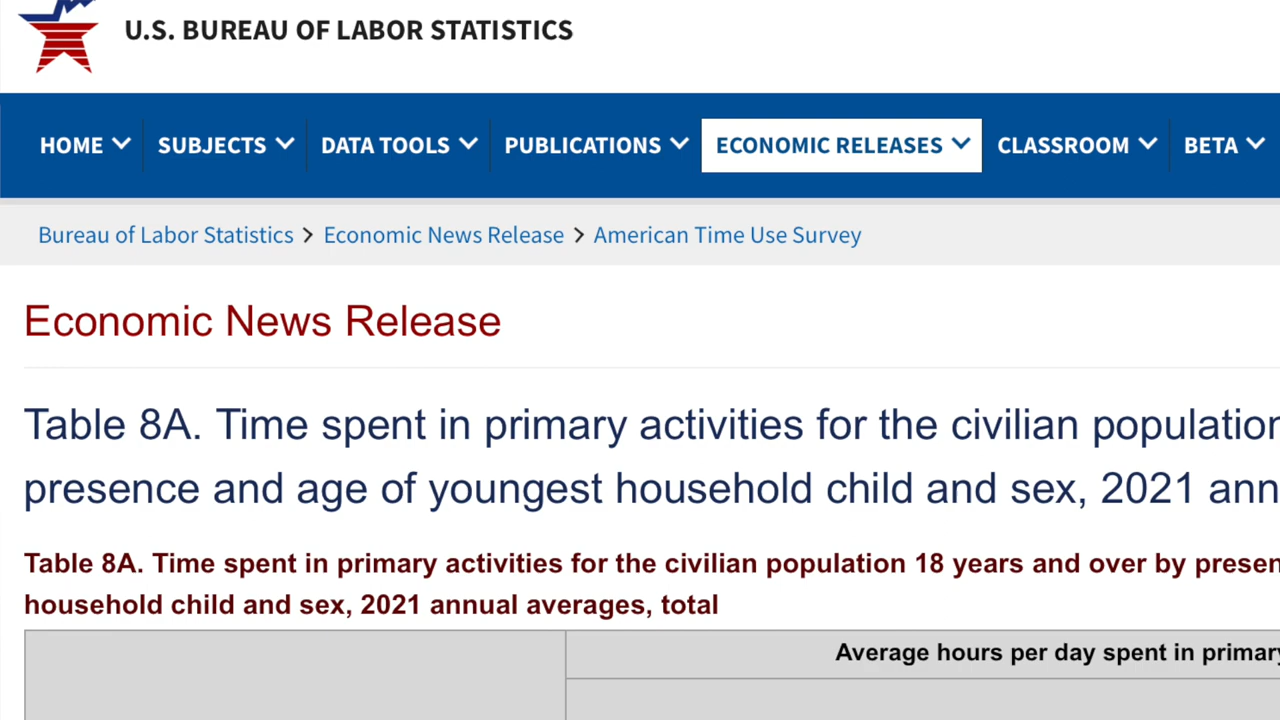 U.S. BUREAU OF LABOR STATISTICS
HOME SUBJECTS DATA TOOLS PUBLICATIONS ECONOMIC RELEASES CLASSROOM BETA
Bureau of Labor Statistics > Economic News Release > American Time Use Survey
Economic News Release
Table 8A. Time spent in primary activities for the civilian
presence and age of youngest household child and sex, 2021
Table 8A. Time spent in primary activities for the civilian population 18 years and over by
household child and sex, 2021 annual averages, total
Average hours per day spent in